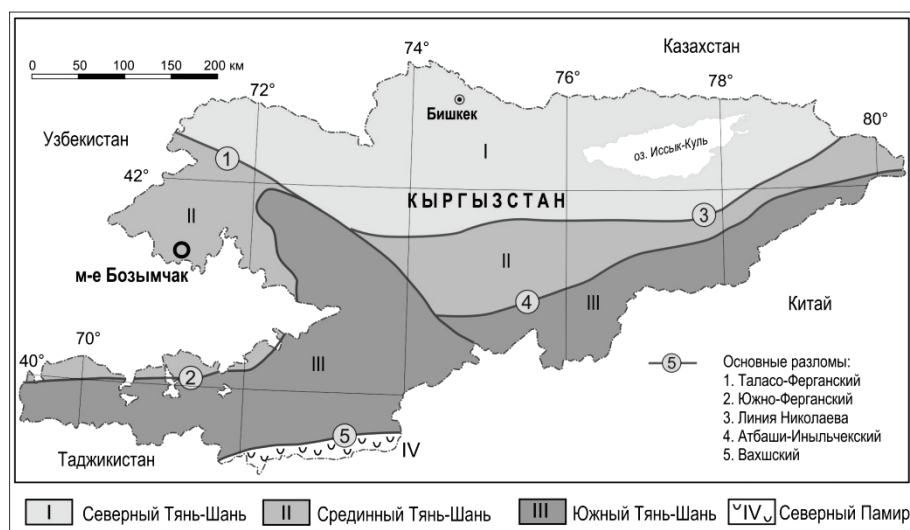 Казахстан
0 50 100 150 200 км
74°
72°
76°
78°
80°
Бишкек
Узбекистан
оз. Иссык-Куль
I
1
42°
КЫРГЫЗСТАН
3
II
II
м-е Бозымчак
4
III
Китай
70°
40°
III
2
5
Основные разломы:
1. Таласо-Ферганский
2. Южно-Ферганский
3. Линия Николаева
4. Атбаши-Иныльчекский
5. Вахшский
5
IV
Таджикистан
I Северный Тянь-Шань II Срединный Тянь-Шань III Южный Тянь-Шань IV Северный Памир